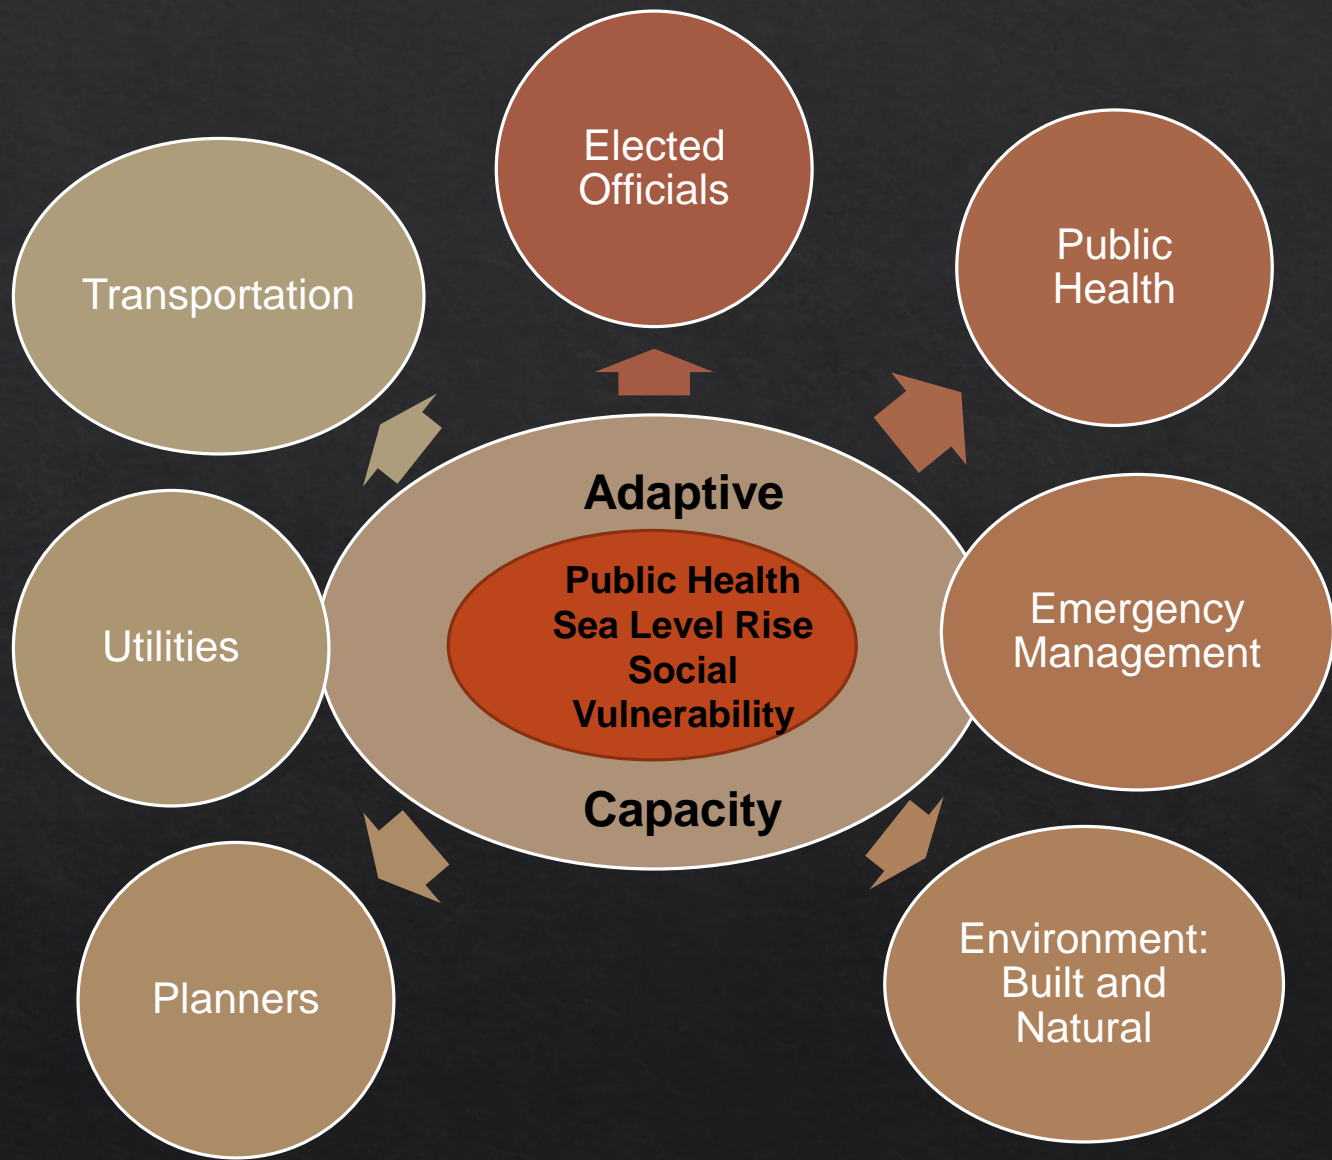 Elected
Officials
Public
Health
Transportation
Adaptive
Public Health
Sea Level Rise
Social
Vulnerability
Capacity
Emergency
Management
Utilities
Environment:
Built and
Natural
Planners